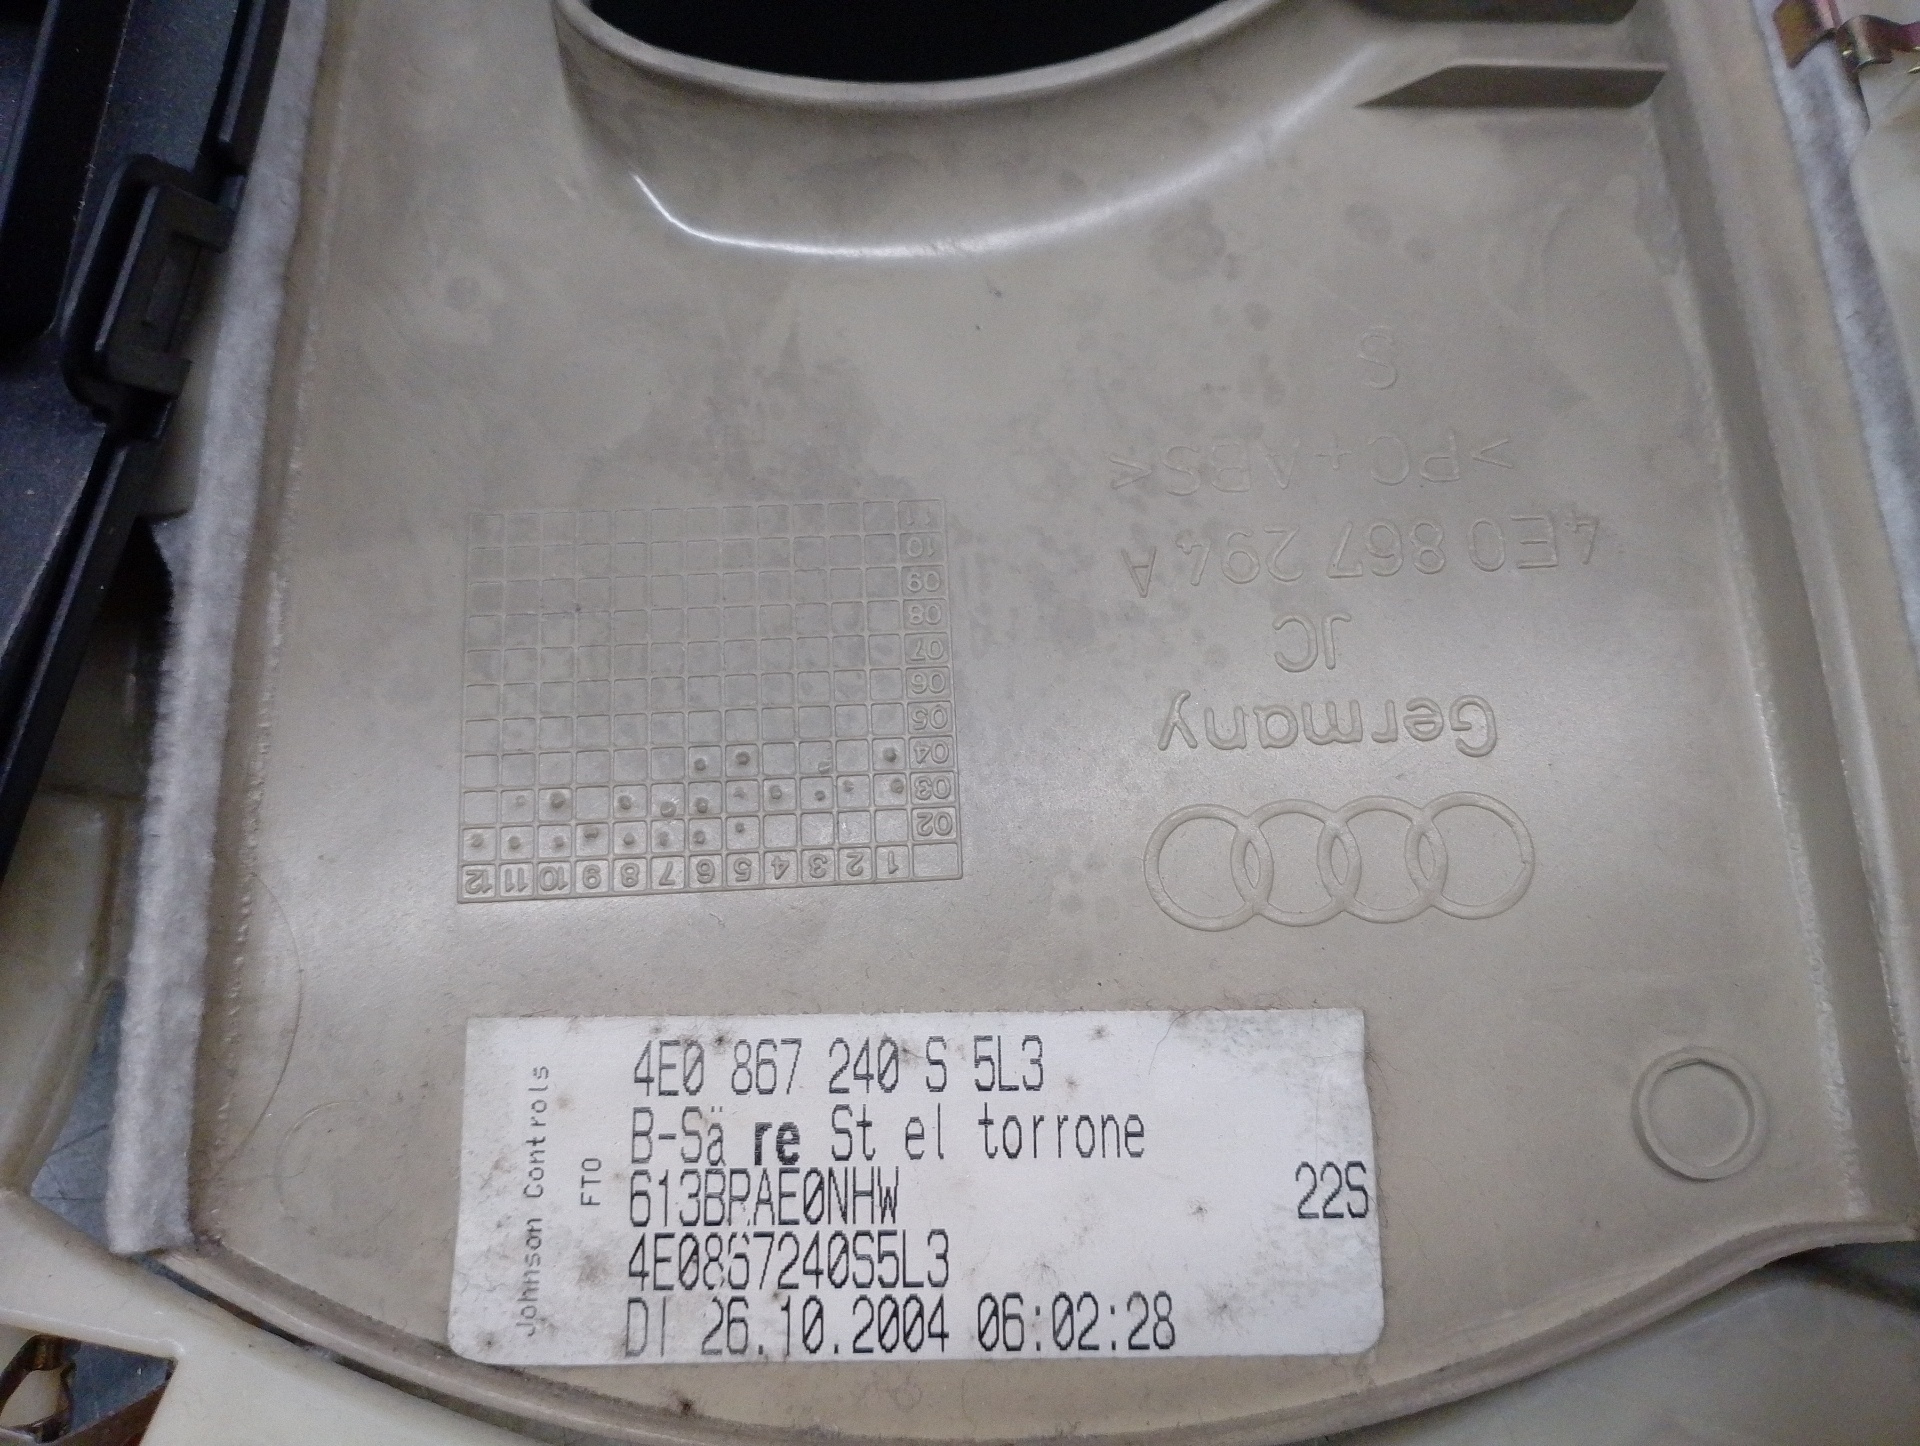 S
>PC+ABS<
4E0 867 294 A
JC
Germany
11
10
09
08
07
06
05
04
03
02
1 2 3 4 5 6 7 8 9 10 11 12
Johnson Controls
FTO
4E0 867 240 S 5L3
B-Sä re St el torrone
613BRAE0NHW 22S
4E0867240S5L3
DI 26.10.2004 06:02:28